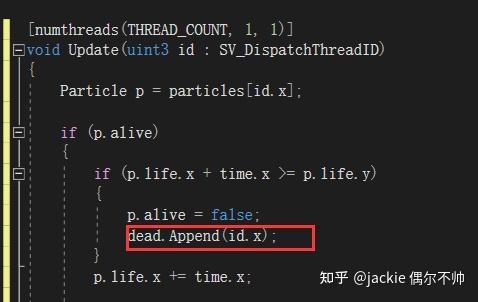 [numthreads(THREAD_COUNT, 1, 1)]
void Update(uint3 id : SV_DispatchThreadID)
{
    Particle p = particles[id.x];
    if (p.alive)
    {
        if (p.life.x + time.x >= p.life.y)
        {
            p.alive = false;
            dead.Append(id.x);
        }
        p.life.x += time.x;
知乎 @jackie 偶尔不帅